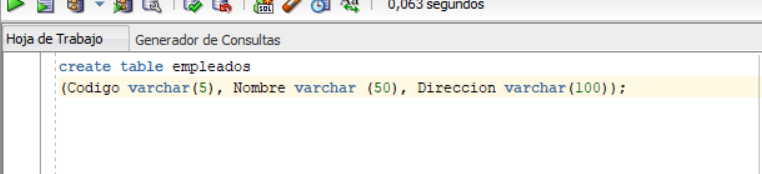 0,063 segundos
Hoja de Trabajo Generador de Consultas
create table empleados
(Codigo varchar(5), Nombre varchar (50), Direccion varchar(100));